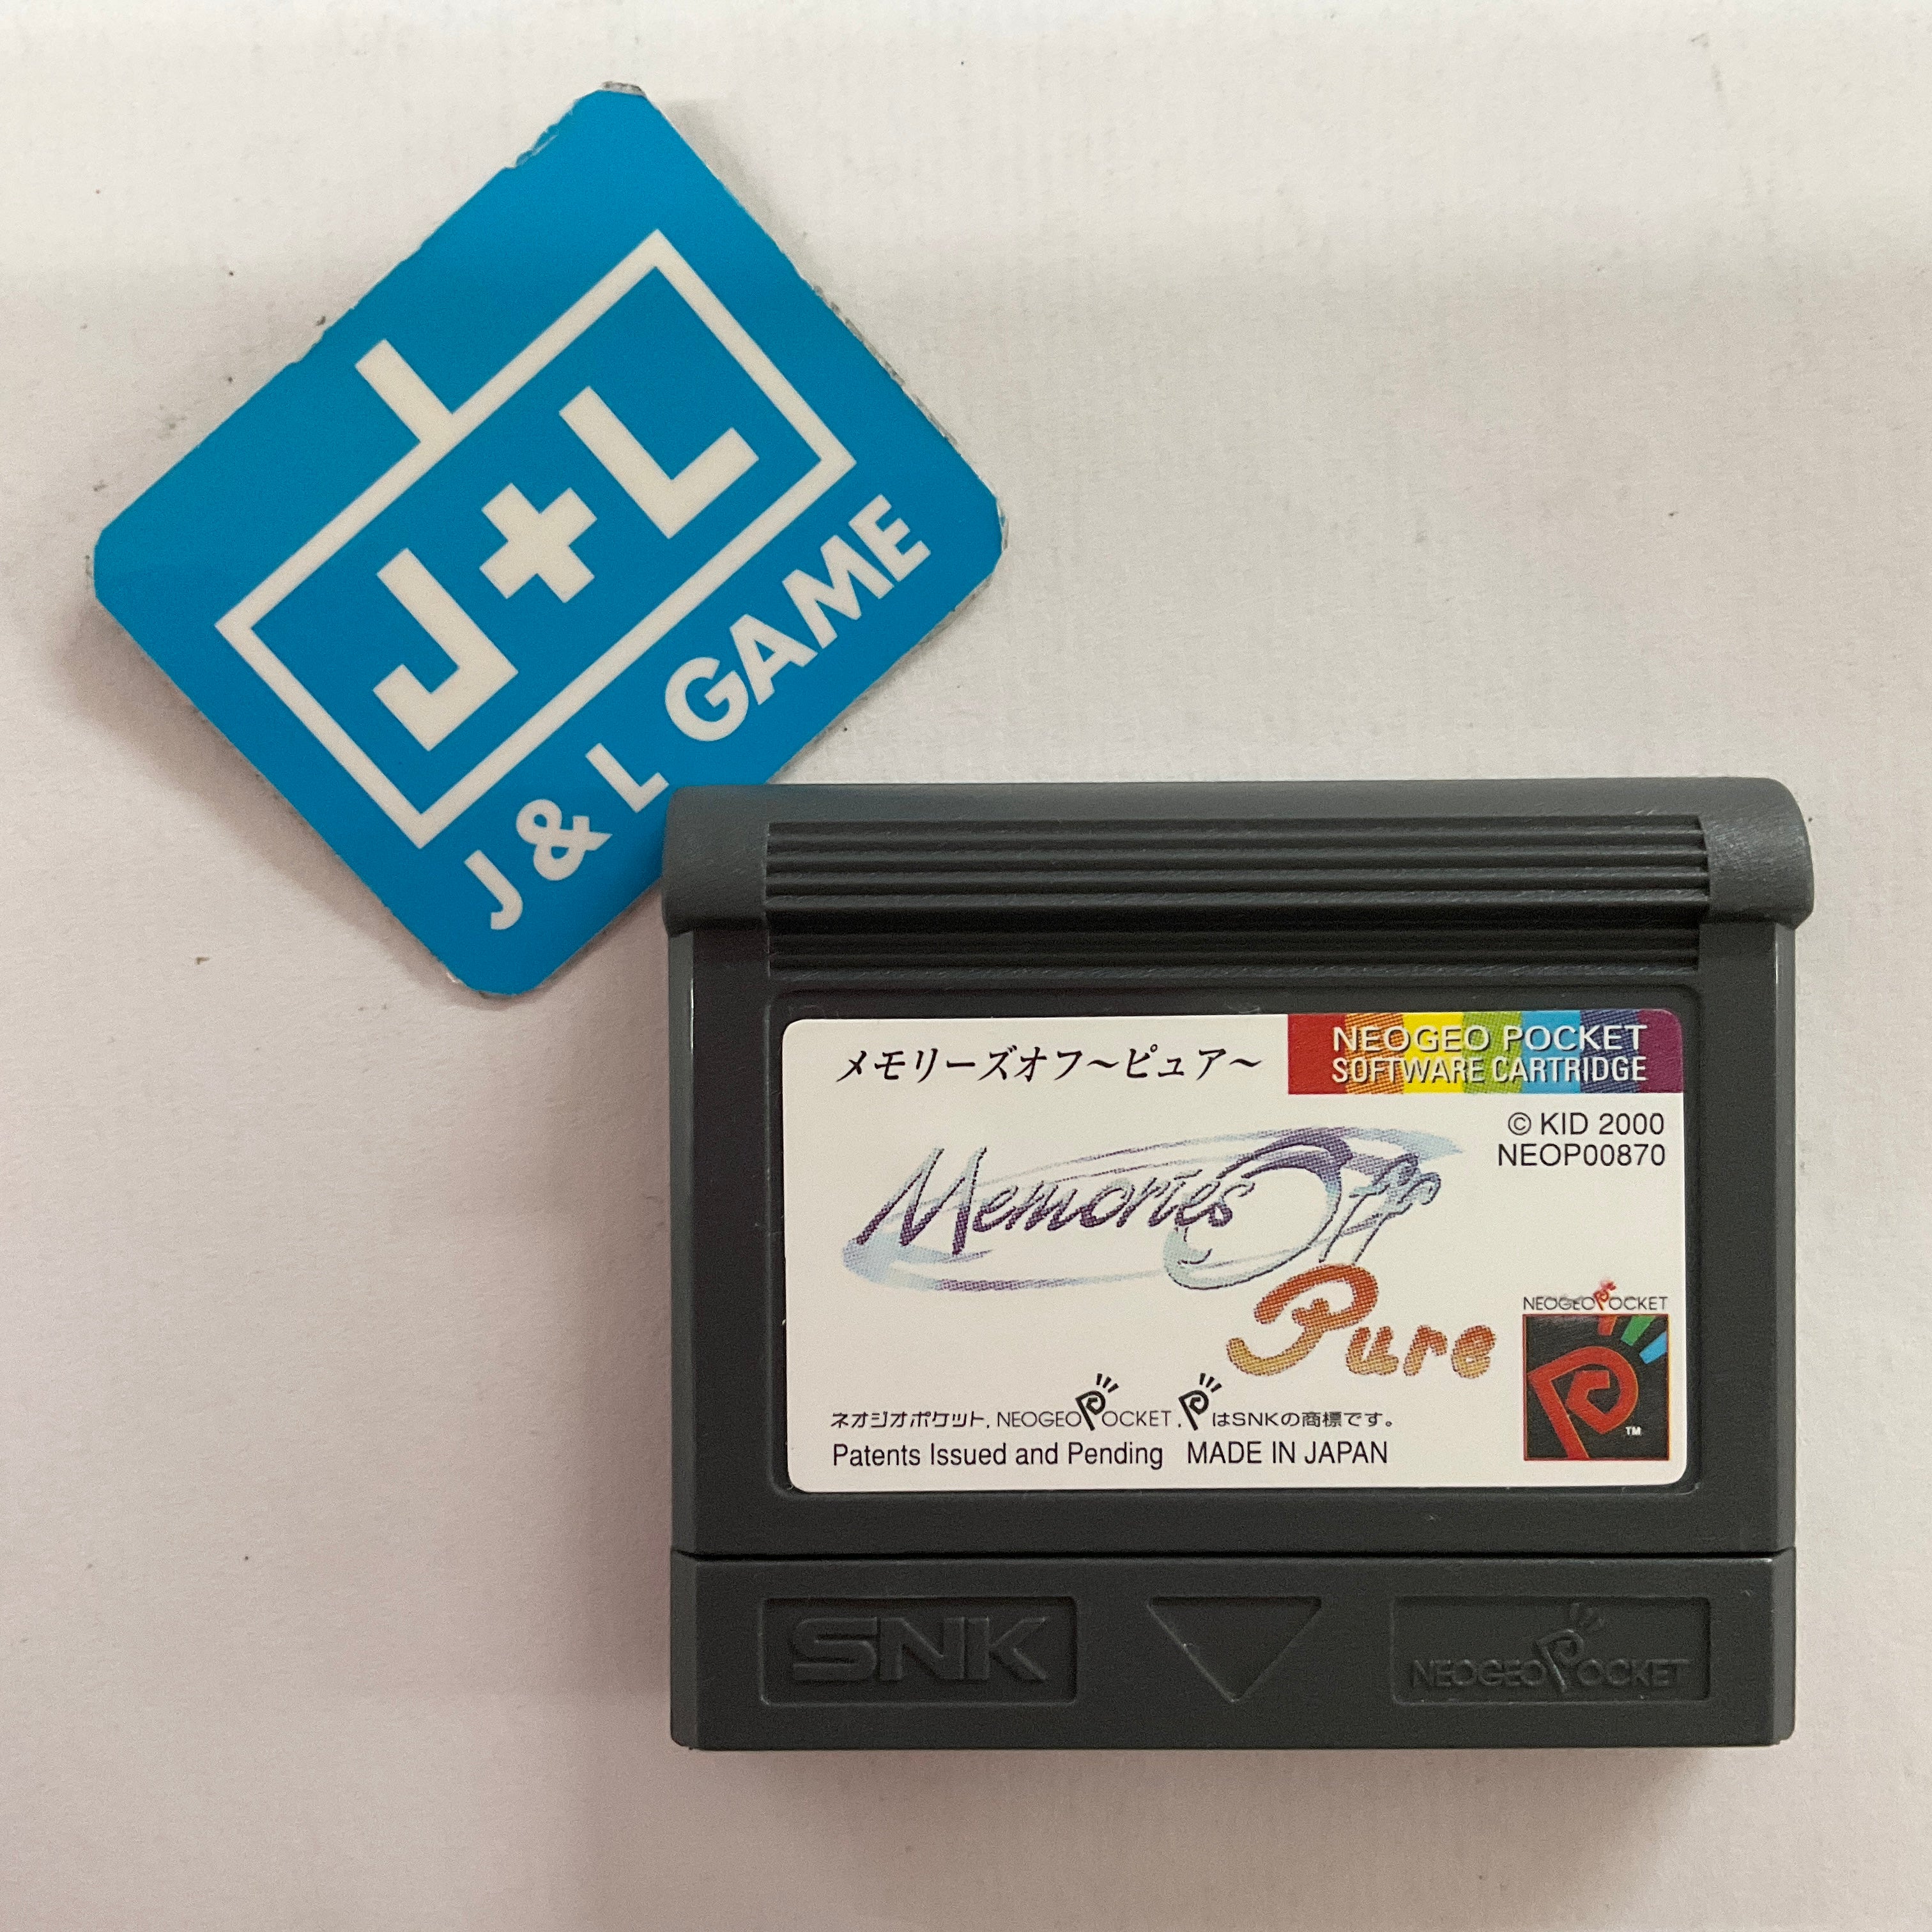 J+L
J & L GAME
メモリーズオフ～ピュア～
NEOGEO POCKET
SOFTWARE CARTRIDGE
© KID 2000
NEOP00870
Memories Off
Pure
NEOGEO POCKET
TM
ネオジオポケット, NEOGEO POCKET, PはSNKの商標です。
Patents Issued and Pending MADE IN JAPAN
SNK
NEOGEO POCKET